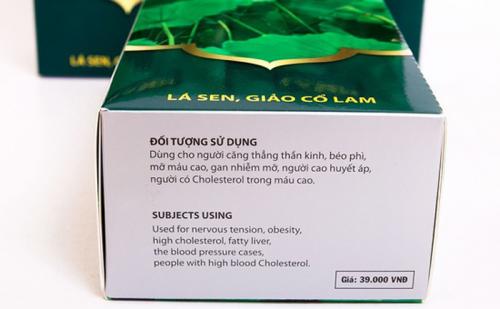 LÁ SEN,
LÁ SEN, GIẢO CỔ LAM
ĐỐI TƯỢNG SỬ DỤNG
Dùng cho người căng thẳng thần kinh, béo phì,
mỡ máu cao, gan nhiễm mỡ, người cao huyết áp,
người có Cholesterol trong máu cao.
SUBJECTS USING
Used for nervous tension, obesity,
high cholesterol, fatty liver,
the blood pressure cases,
people with high blood Cholesterol.
Giá: 39.000 VNĐ